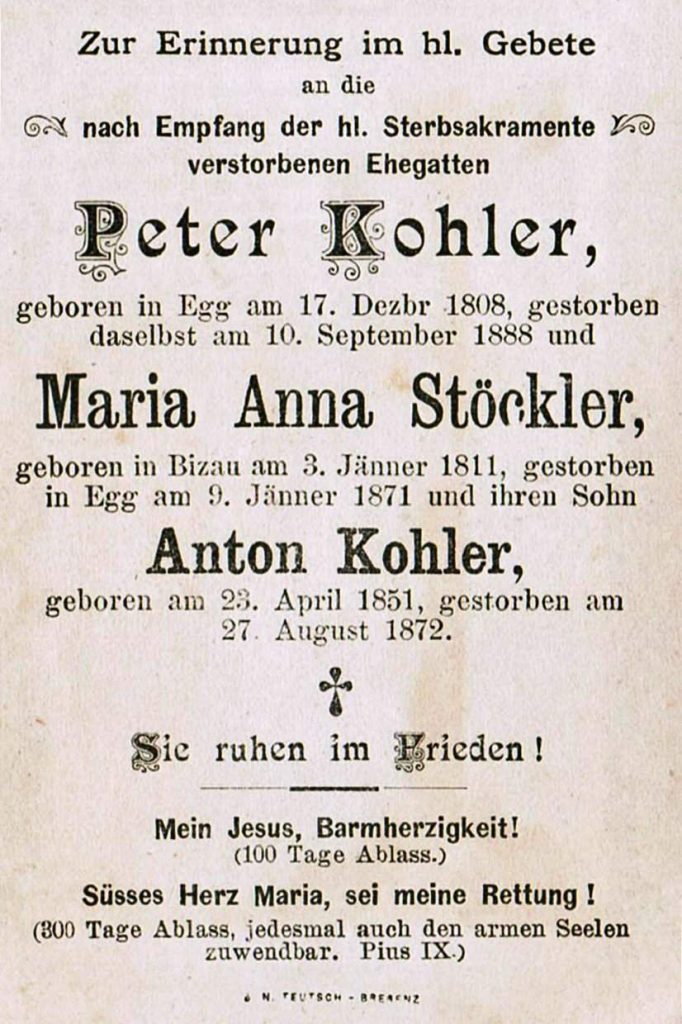 Zur Erinnerung im hl. Gebete
an die
nach Empfang der hl. Sterbsakramente
verstorbenen Ehegatten
Peter Kohler,
geboren in Egg am 17. Dezbr 1808, gestorben
daselbst am 10. September 1888 und
Maria Anna Stöckler,
geboren in Bizau am 3. Jänner 1811, gestorben
in Egg am 9. Jänner 1871 und ihren Sohn
Anton Kohler,
geboren am 23. April 1851, gestorben am
27. August 1872.
Sie ruhen im Frieden!
Mein Jesus, Barmherzigkeit!
(100 Tage Ablass.)
Süsses Herz Maria, sei meine Rettung!
(300 Tage Ablass, jedesmal auch den armen Seelen
zuwendbar. Pius IX.)
N. TEUTSCH - BREGENZ